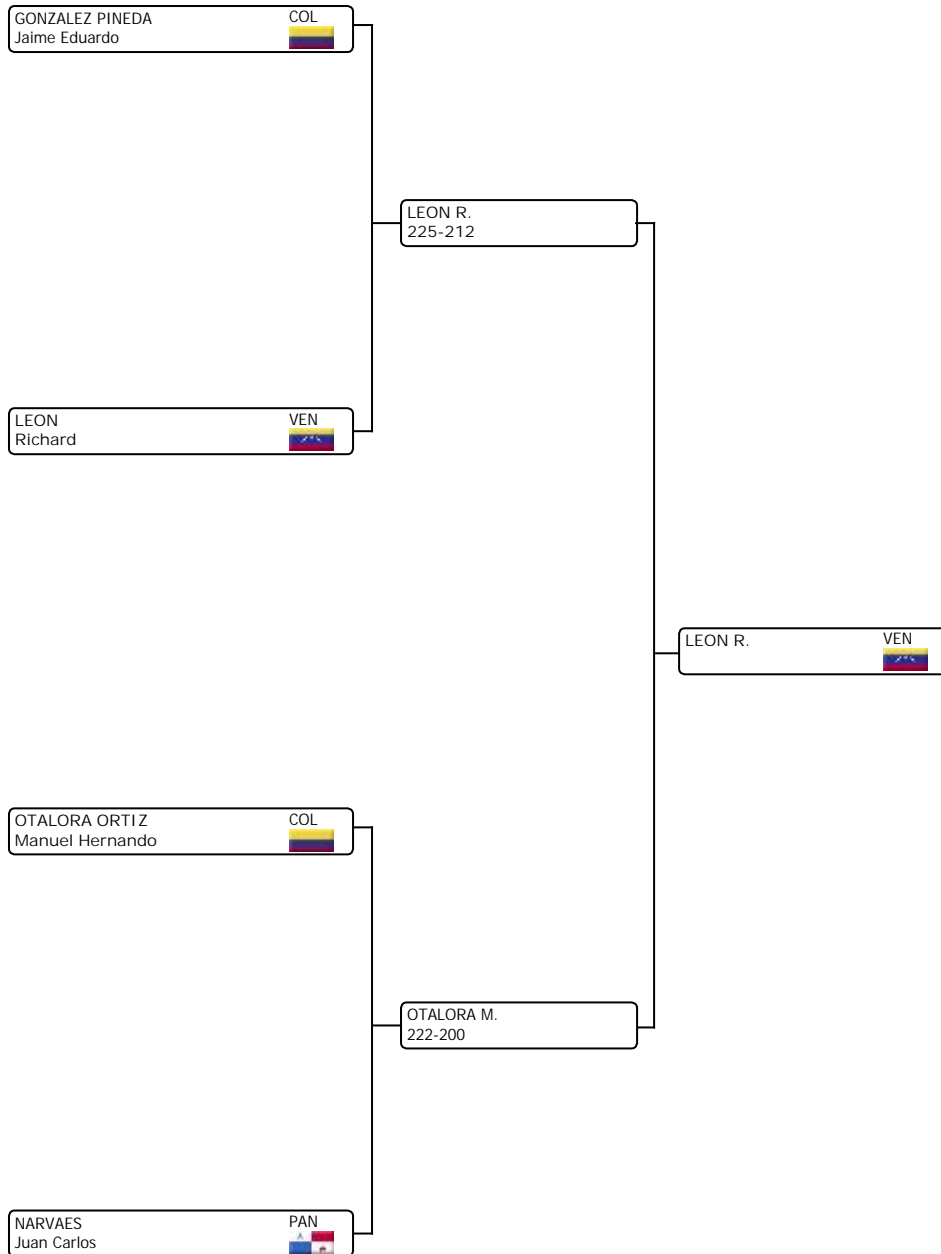 GONZALEZ PINEDA COL
Jaime Eduardo
LEON R.
225-212
LEON VEN
Richard
LEON R. VEN
OTALORA ORTIZ COL
Manuel Hernando
OTALORA M.
222-200
NARVAES PAN
Juan Carlos